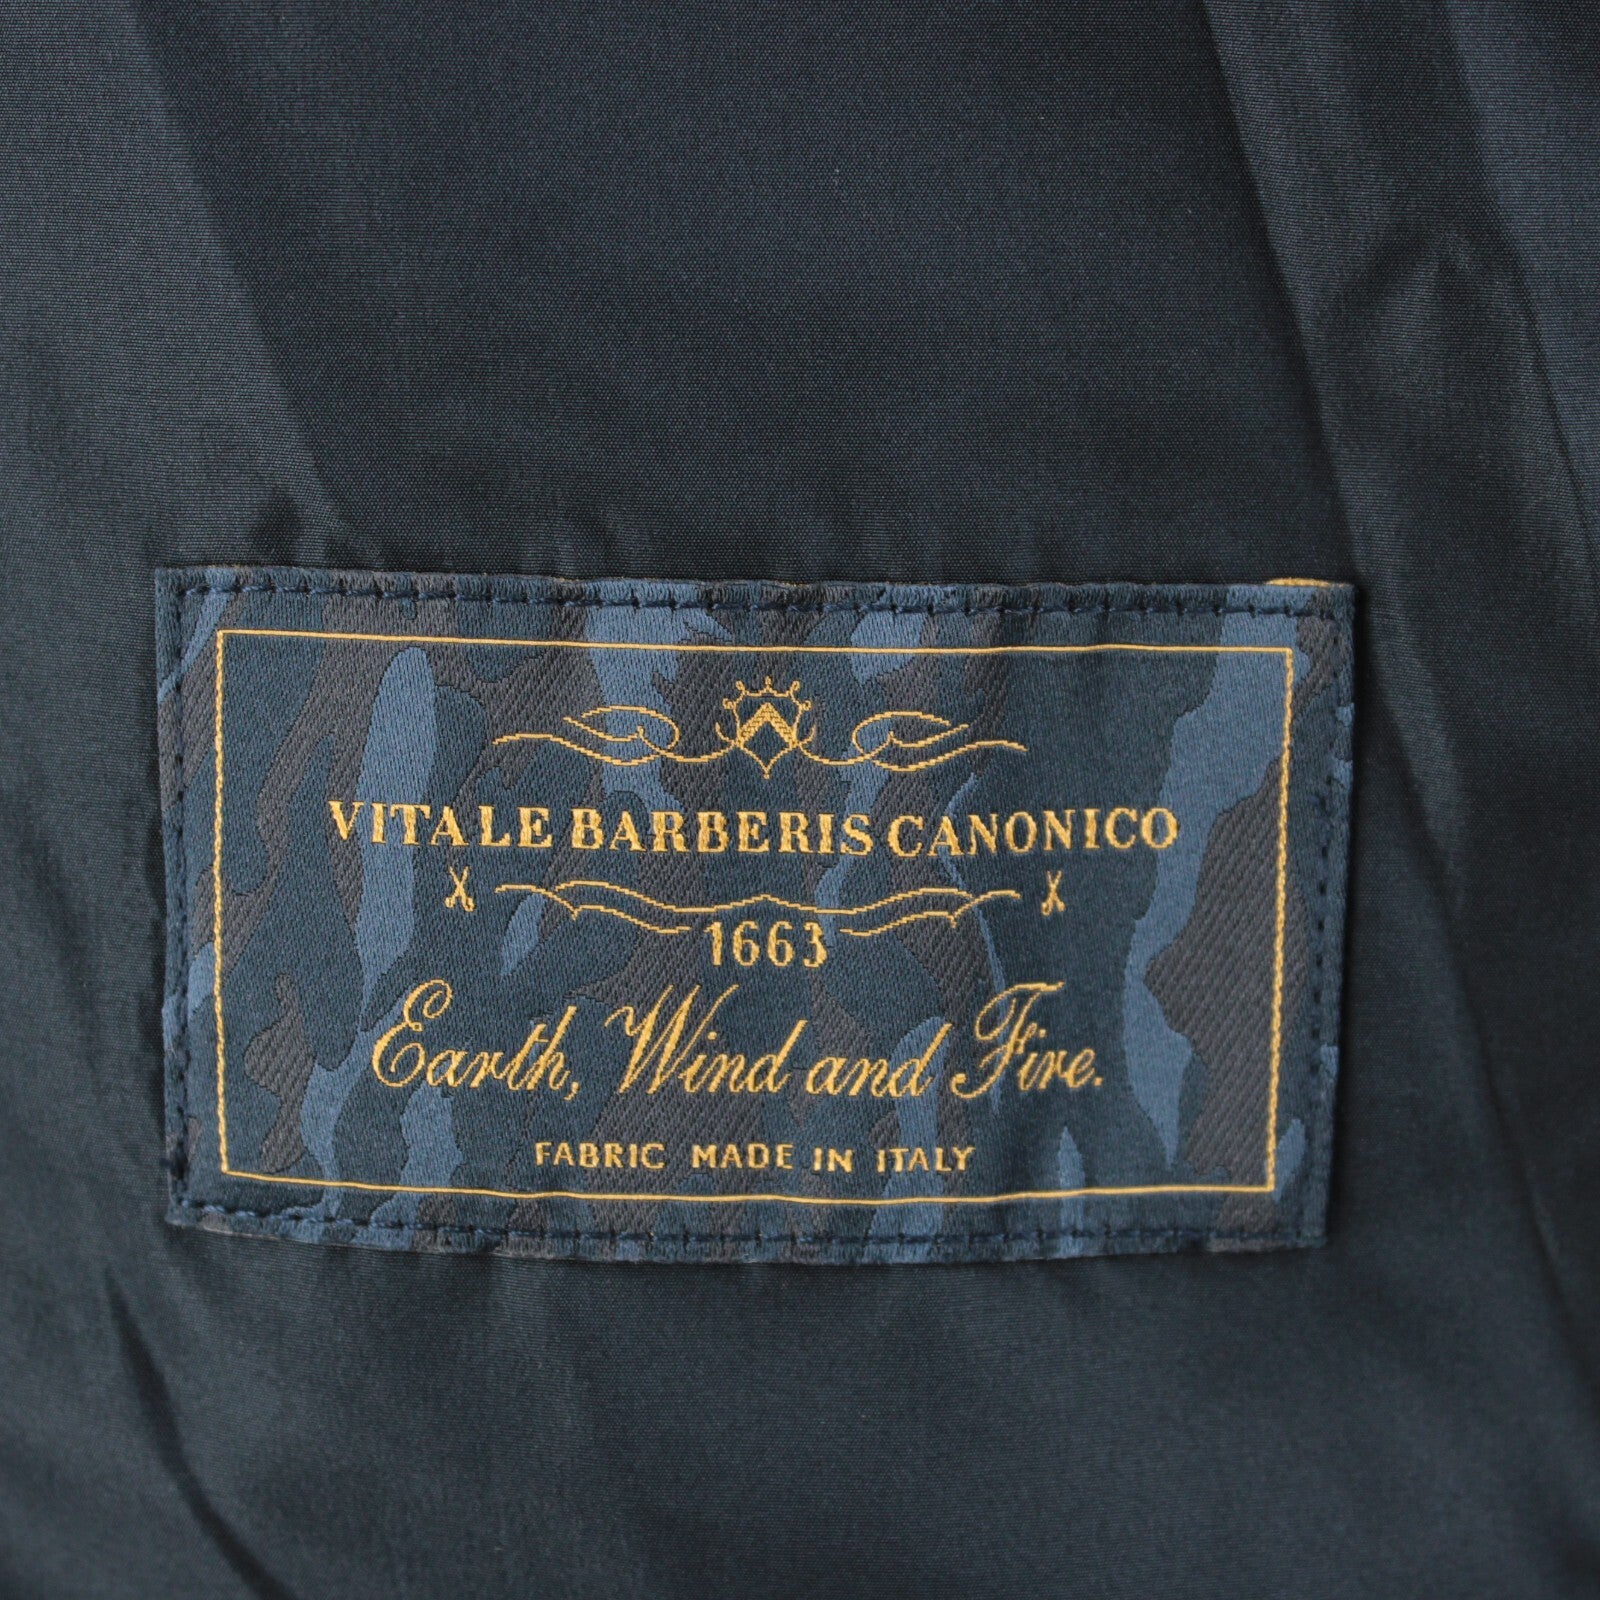 VITALE BARBERIS CANONICO
1663
Earth, Wind and Fire.
FABRIC MADE IN ITALY